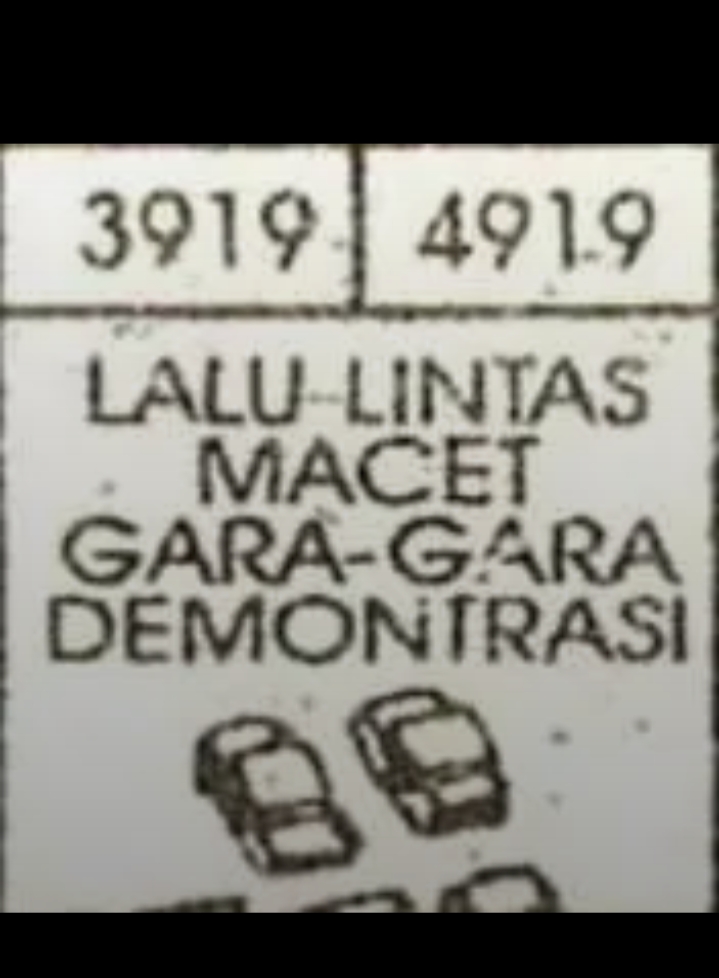 3919 4919
LALU-LINTAS
MACET
GARA-GARA
DEMONTRASI